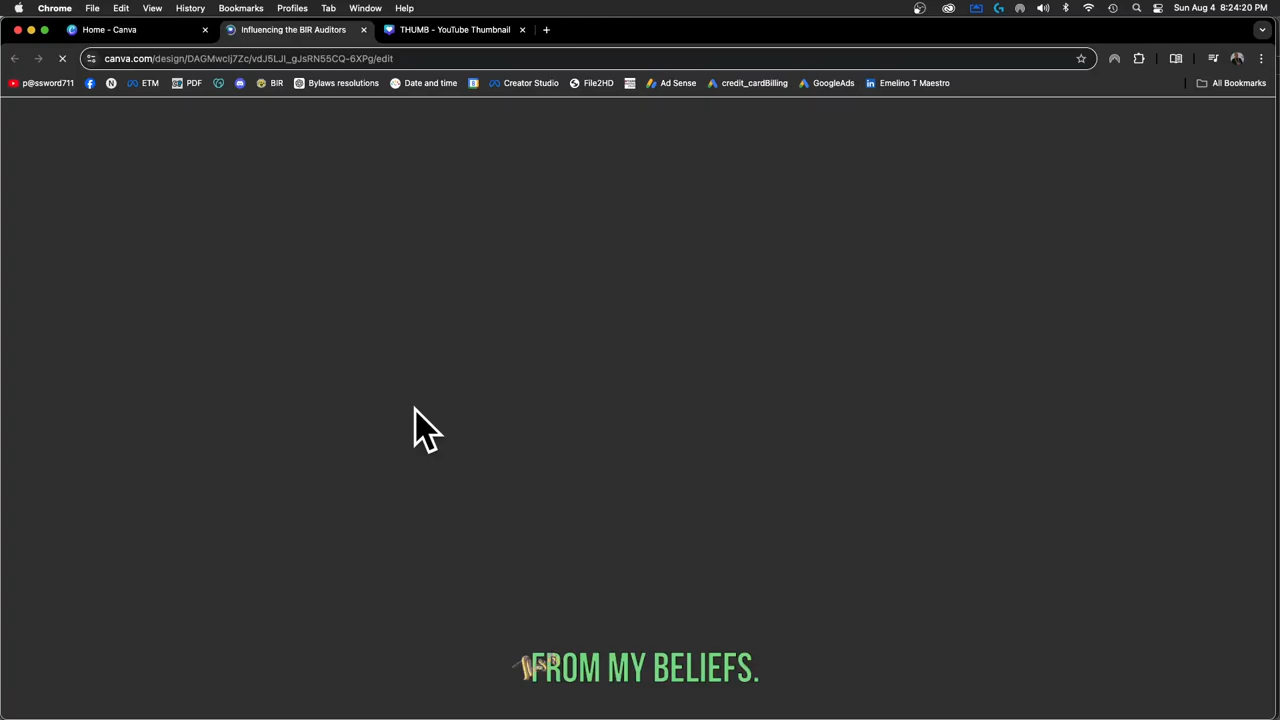 Chrome File Edit View History Bookmarks Profiles Tab Window Help Sun Aug 4 8:24:20 PM
Home - Canva Influencing the BIR Auditors THUMB - YouTube Thumbnail
canva.com/design/DAGMwclj7Zc/vdJ5LJl_gJsRN55CQ-6XPg/edit
p@ssword711 ETM PDF BIR Bylaws resolutions Date and time Creator Studio File2HD Ad Sense credit_cardBilling GoogleAds Emelino T Maestro All Bookmarks
FROM MY BELIEFS.